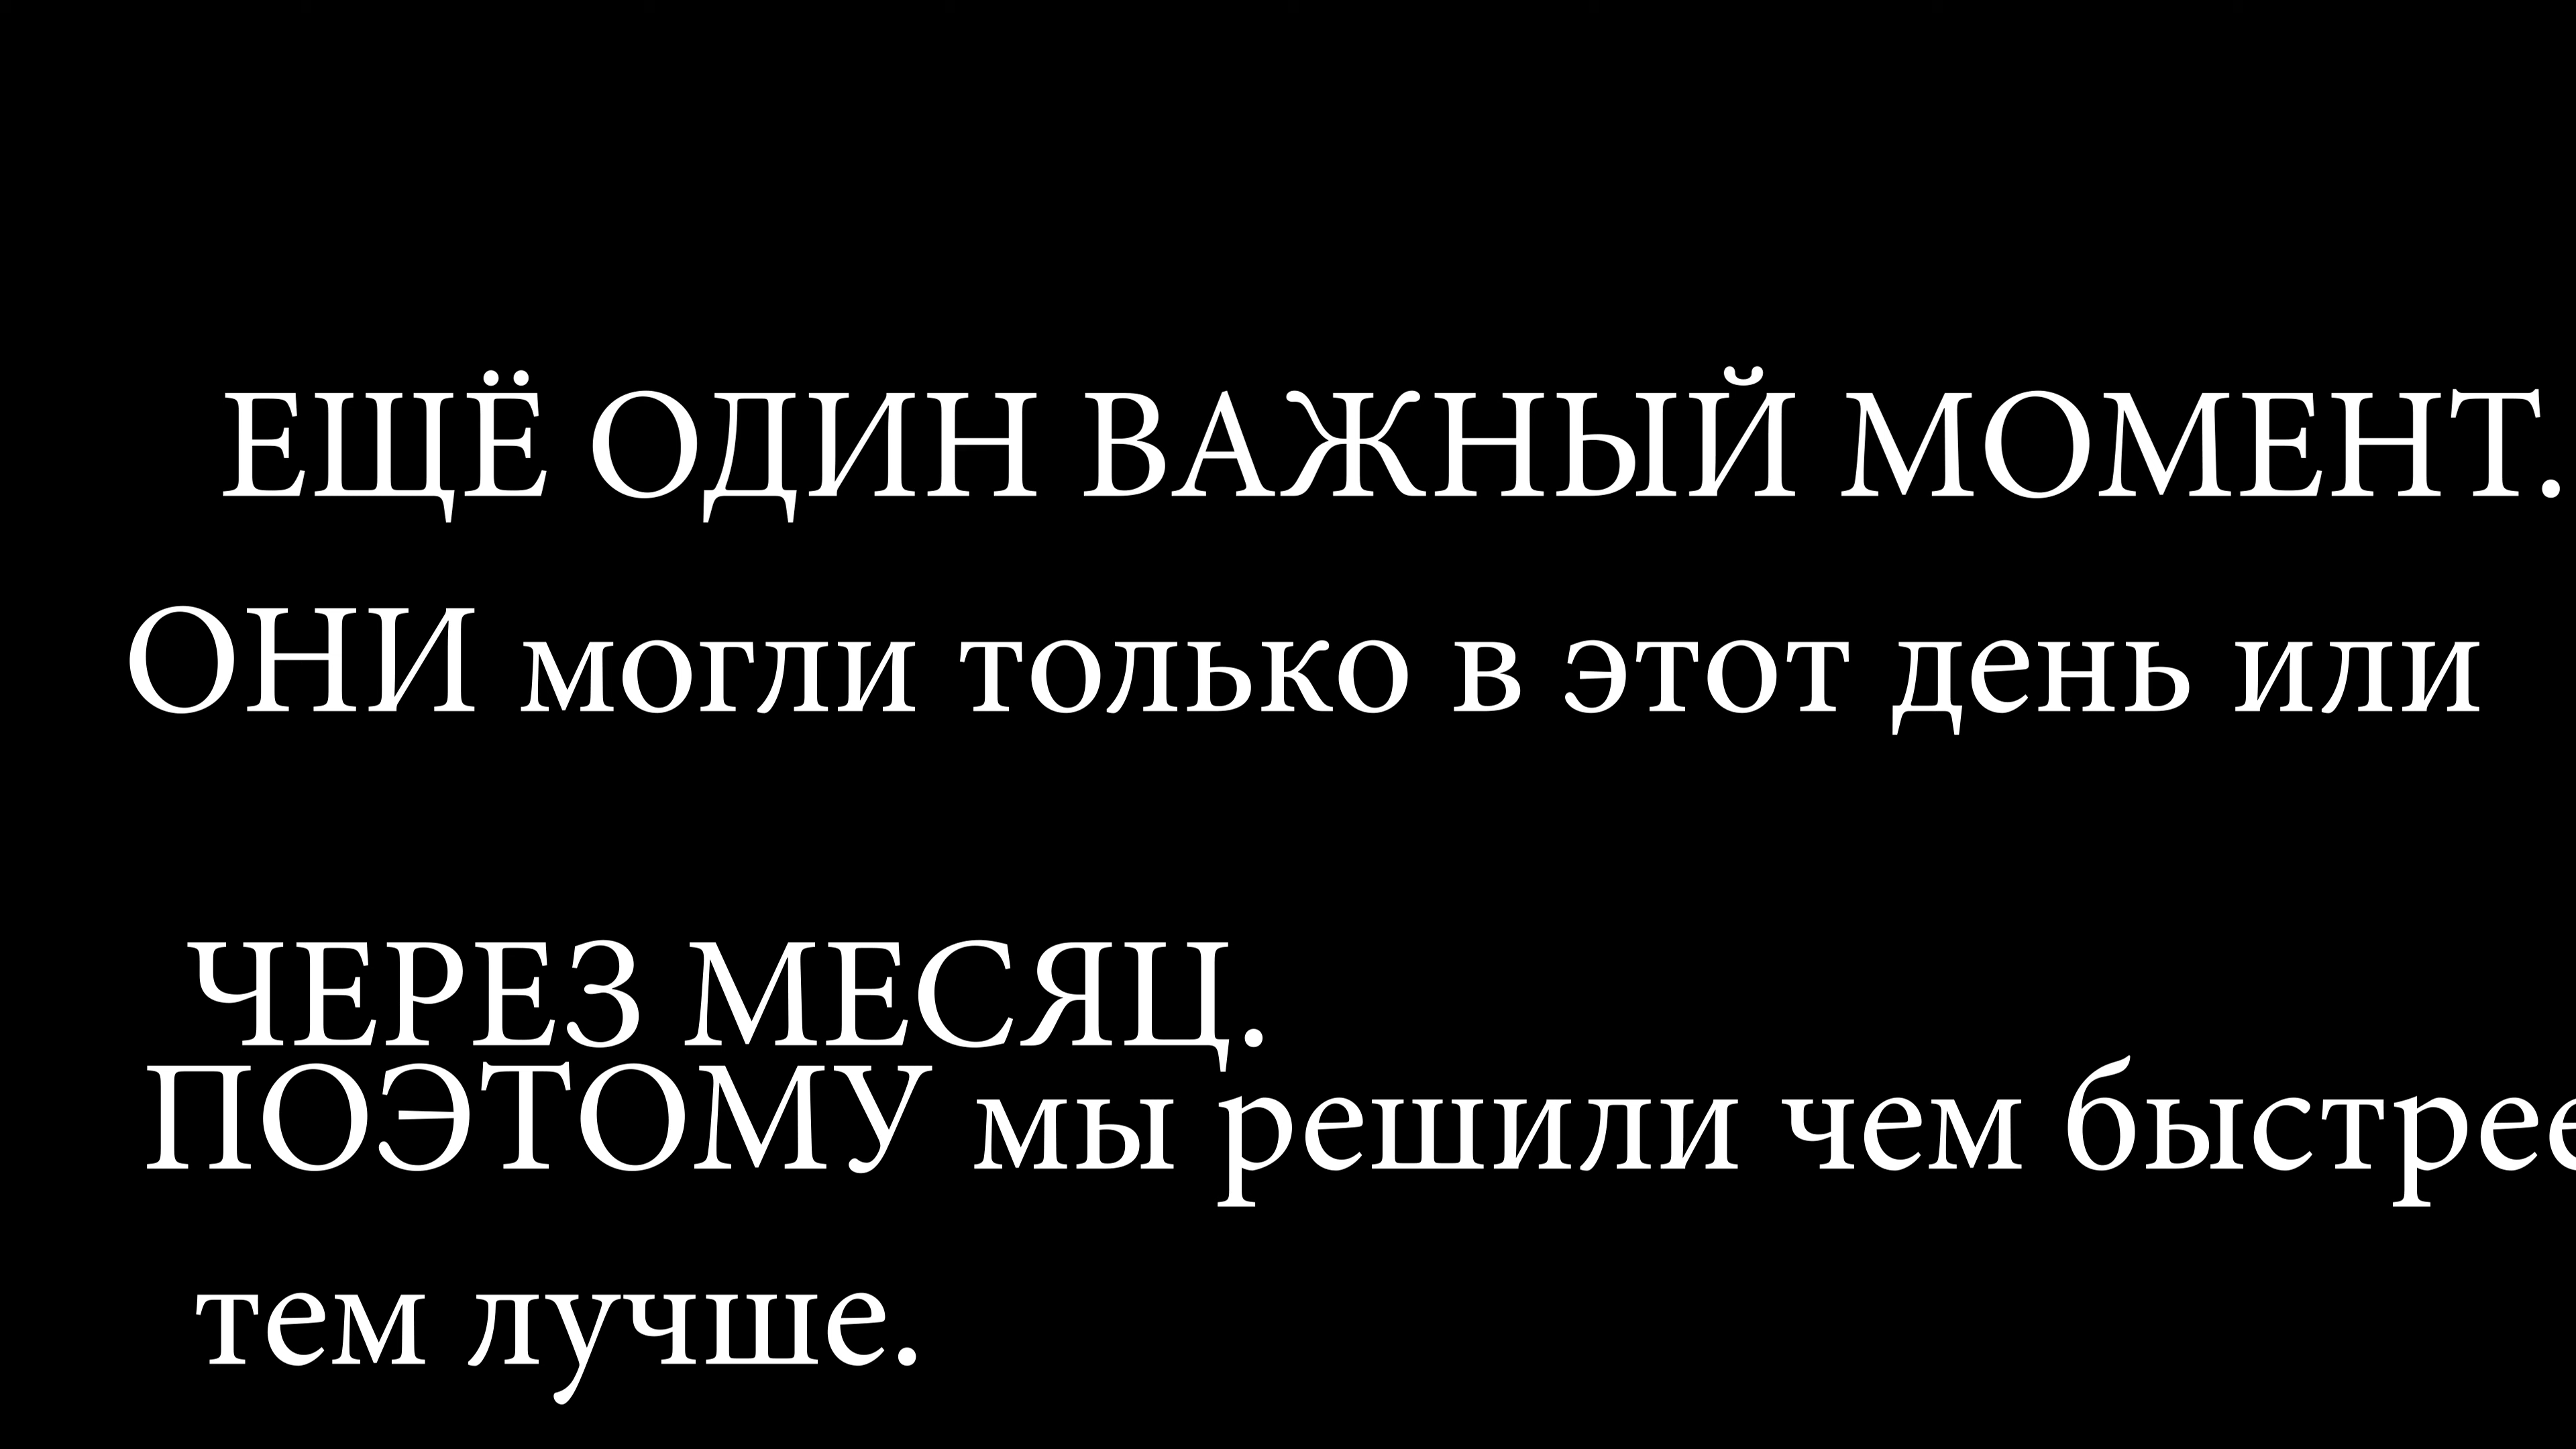 ЕЩЁ ОДИН ВАЖНЫЙ МОМЕНТ.
ОНИ могли только в этот день или
ЧЕРЕЗ МЕСЯЦ.
ПОЭТОМУ мы решили чем быстрее
тем лучше.